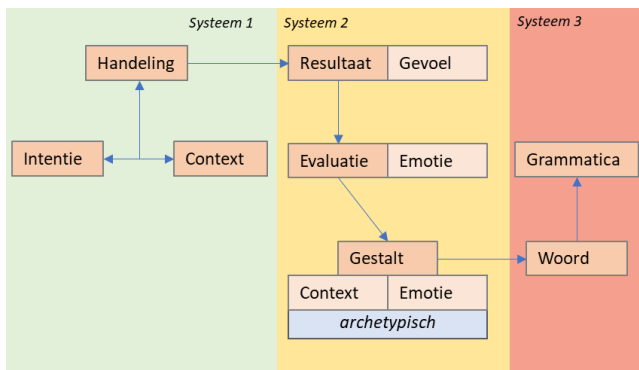 Systeem 1
Systeem 2
Systeem 3
Handeling
Resultaat
Gevoel
Intentie
Context
Evaluatie
Emotie
Grammatica
Gestalt
Woord
Context
Emotie
archetypisch